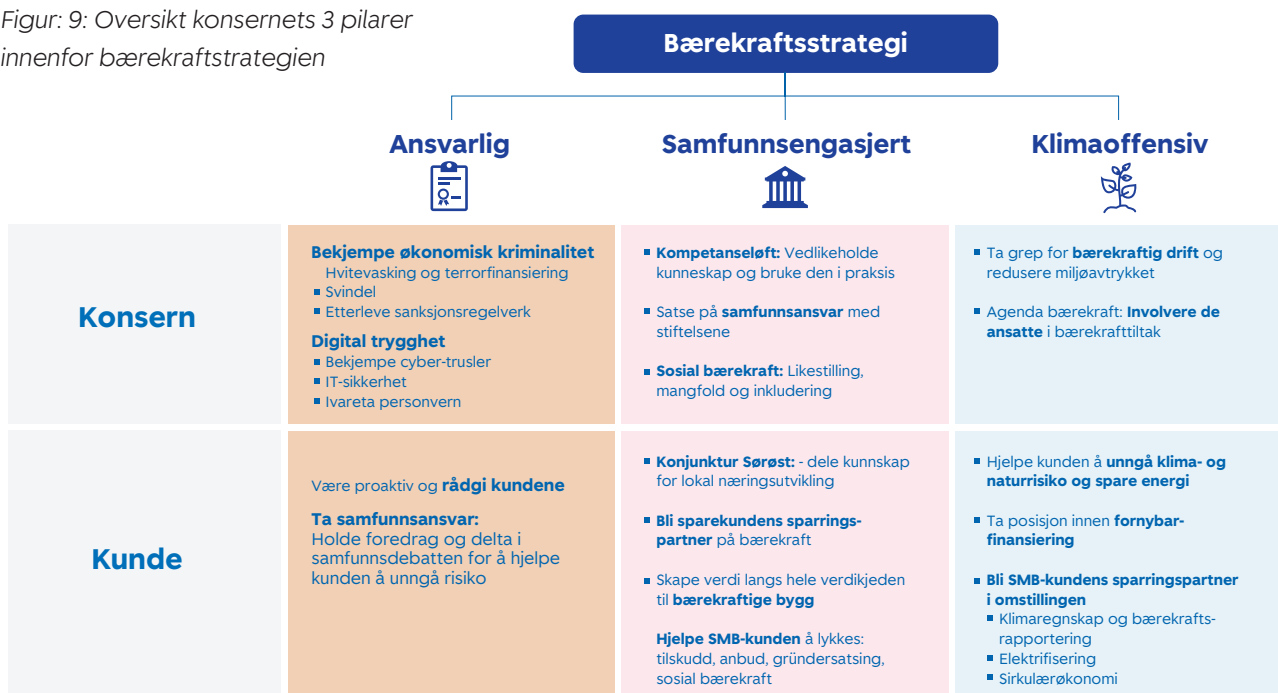 Figur: 9: Oversikt konsernets 3 pilarer
innenfor bærekraftstrategien
Bærekraftsstrategi
Ansvarlig
Samfunnsengasjert
Klimaoffensiv
Konsern
Bekjempe økonomisk kriminalitet
Hvitevasking og terrorfinansiering
▪ Svindel
▪ Etterleve sanksjonsregelverk
Digital trygghet
▪ Bekjempe cyber-trusler
▪ IT-sikkerhet
▪ Ivareta personvern
▪ Kompetanseløft: Vedlikeholde
kunneskap og bruke den i praksis
▪ Satse på samfunnsansvar med
stiftelsene
▪ Sosial bærekraft: Likestilling,
mangfold og inkludering
▪ Ta grep for bærekraftig drift og
redusere miljøavtrykket
▪ Agenda bærekraft: Involvere de
ansatte i bærekrafttiltak
Kunde
Være proaktiv og rådgi kundene
Ta samfunnsansvar:
Holde foredrag og delta i
samfunnsdebatten for å hjelpe
kunden å unngå risiko
▪ Konjunktur Sørøst: - dele kunnskap
for lokal næringsutvikling
▪ Bli sparekundens sparrings-
partner på bærekraft
▪ Skape verdi langs hele verdikjeden
til bærekraftige bygg
Hjelpe SMB-kunden å lykkes:
tilskudd, anbud, gründersatsing,
sosial bærekraft
▪ Hjelpe kunden å unngå klima- og
naturrisiko og spare energi
▪ Ta posisjon innen fornybar-
finansiering
▪ Bli SMB-kundens sparringspartner
i omstillingen
▪ Klimaregnskap og bærekrafts-
rapportering
▪ Elektrifisering
▪ Sirkulærøkonomi